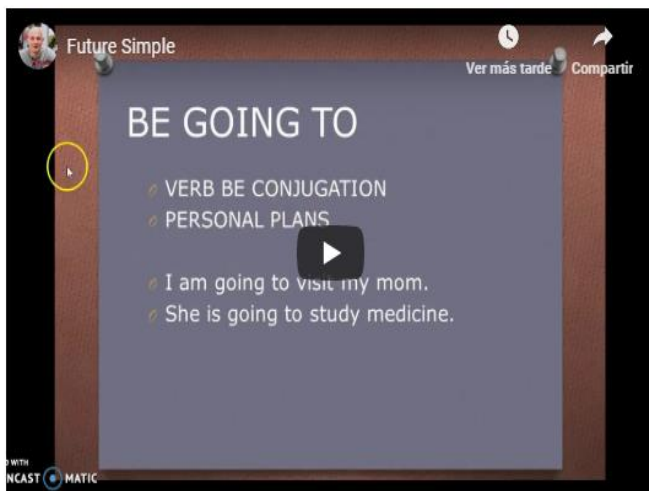 Future Simple
Ver más tarde
Compartir
BE GOING TO
VERB BE CONJUGATION
PERSONAL PLANS
I am going to visit my mom.
She is going to study medicine.
WITH
NCAST MATIC